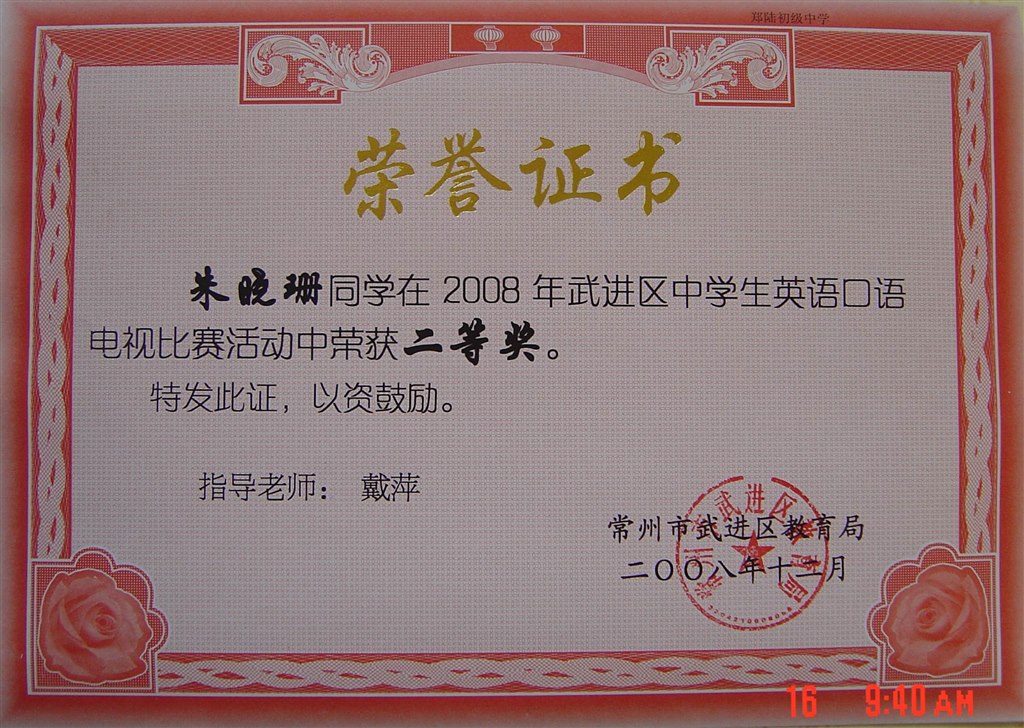 郑陆初级中学
荣誉证书
朱晓珊同学在 2008 年武进区中学生英语口语
电视比赛活动中荣获二等奖。
特发此证，以资鼓励。
指导老师： 戴萍
常州市武进区教育局
二〇〇八年十二月
16 9:40 AM